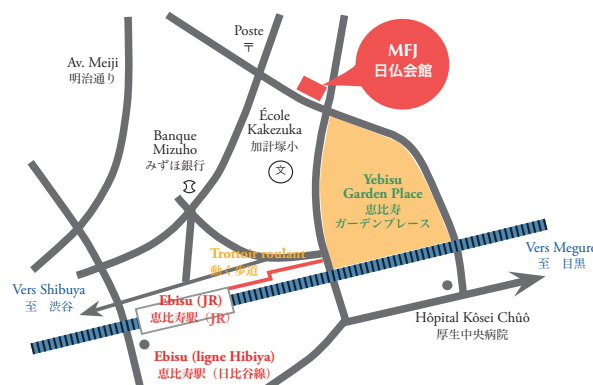 Poste
〒
MFJ
日仏会館
Av. Meiji
明治通り
École
Kakezuka
加計塚小
文
Banque
Mizuho
みずほ銀行
Yebisu
Garden Place
恵比寿
ガーデンプレース
Trottoir roulant
動く歩道
Vers Meguro
至 目黒
Vers Shibuya
至 渋谷
Ebisu (JR)
恵比寿駅（JR）
Hôpital Kôsei Chûô
厚生中央病院
Ebisu (ligne Hibiya)
恵比寿駅（日比谷線）